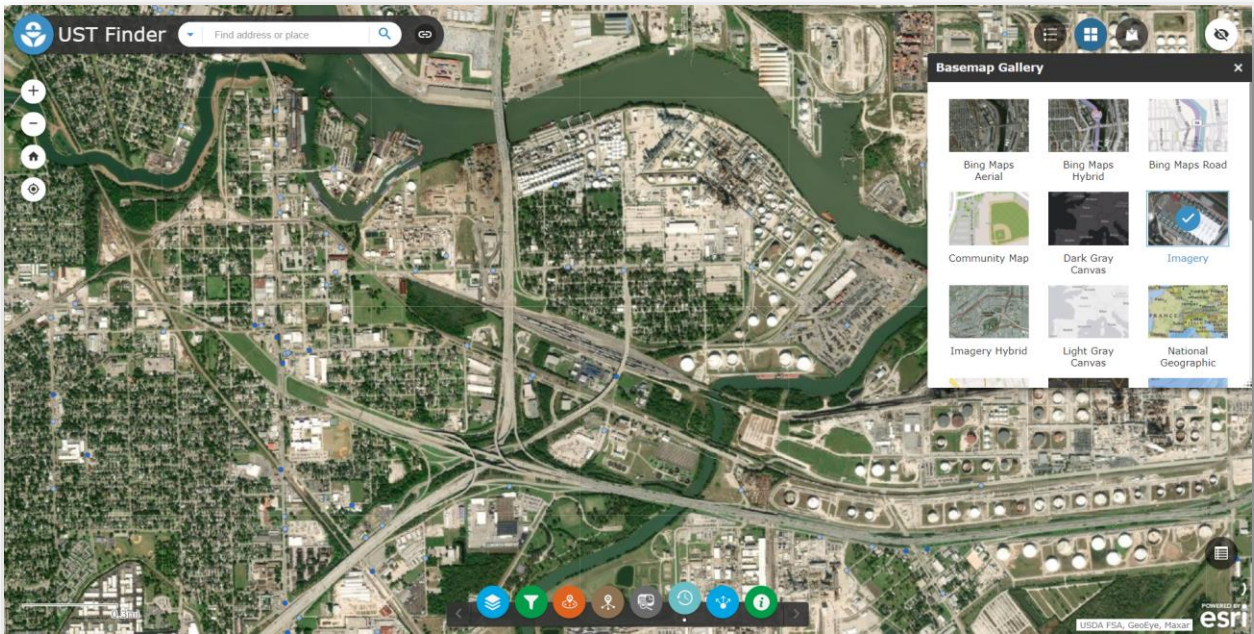 UST Finder
Find address or place
Basemap Gallery
Bing Maps
Aerial
Bing Maps
Hybrid
Bing Maps Road
Community Map
Dark Gray
Canvas
Imagery
Imagery Hybrid
Light Gray
Canvas
National
Geographic
USDA FSA, GeoEye, Maxar
POWERED BY
esri